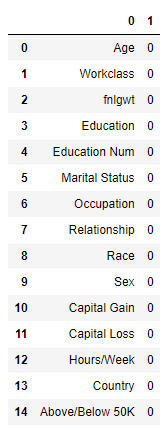 0 1
0 Age 0
1 Workclass 0
2 fnlgwt 0
3 Education 0
4 Education Num 0
5 Marital Status 0
6 Occupation 0
7 Relationship 0
8 Race 0
9 Sex 0
10 Capital Gain 0
11 Capital Loss 0
12 Hours/Week 0
13 Country 0
14 Above/Below 50K 0